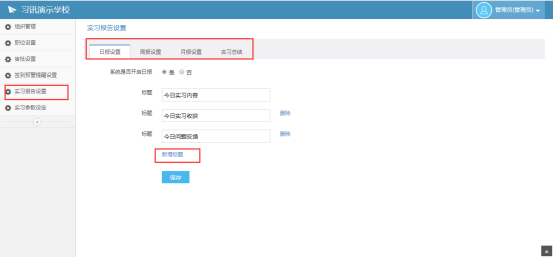 习讯演示学校
管理员(管理员)
组织管理
职位设置
审批设置
签到预警提醒设置
实习报告设置
实习参数设置
实习报告设置
日报设置 周报设置 月报设置 实习总结
系统是否开启日报 是 否
标题 今日实习内容
标题 今日实习收获 删除
标题 今日问题反馈 删除
新增标题
保存